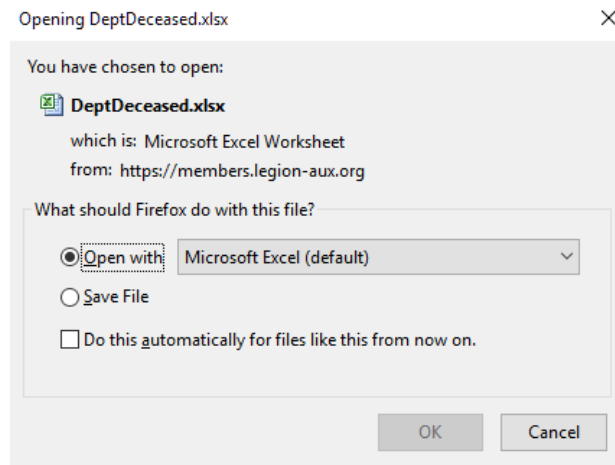 Opening DeptDeceased.xlsx
You have chosen to open:
DeptDeceased.xlsx
which is: Microsoft Excel Worksheet
from: https://members.legion-aux.org
What should Firefox do with this file?
Open with Microsoft Excel (default)
Save File
Do this automatically for files like this from now on.
OK Cancel